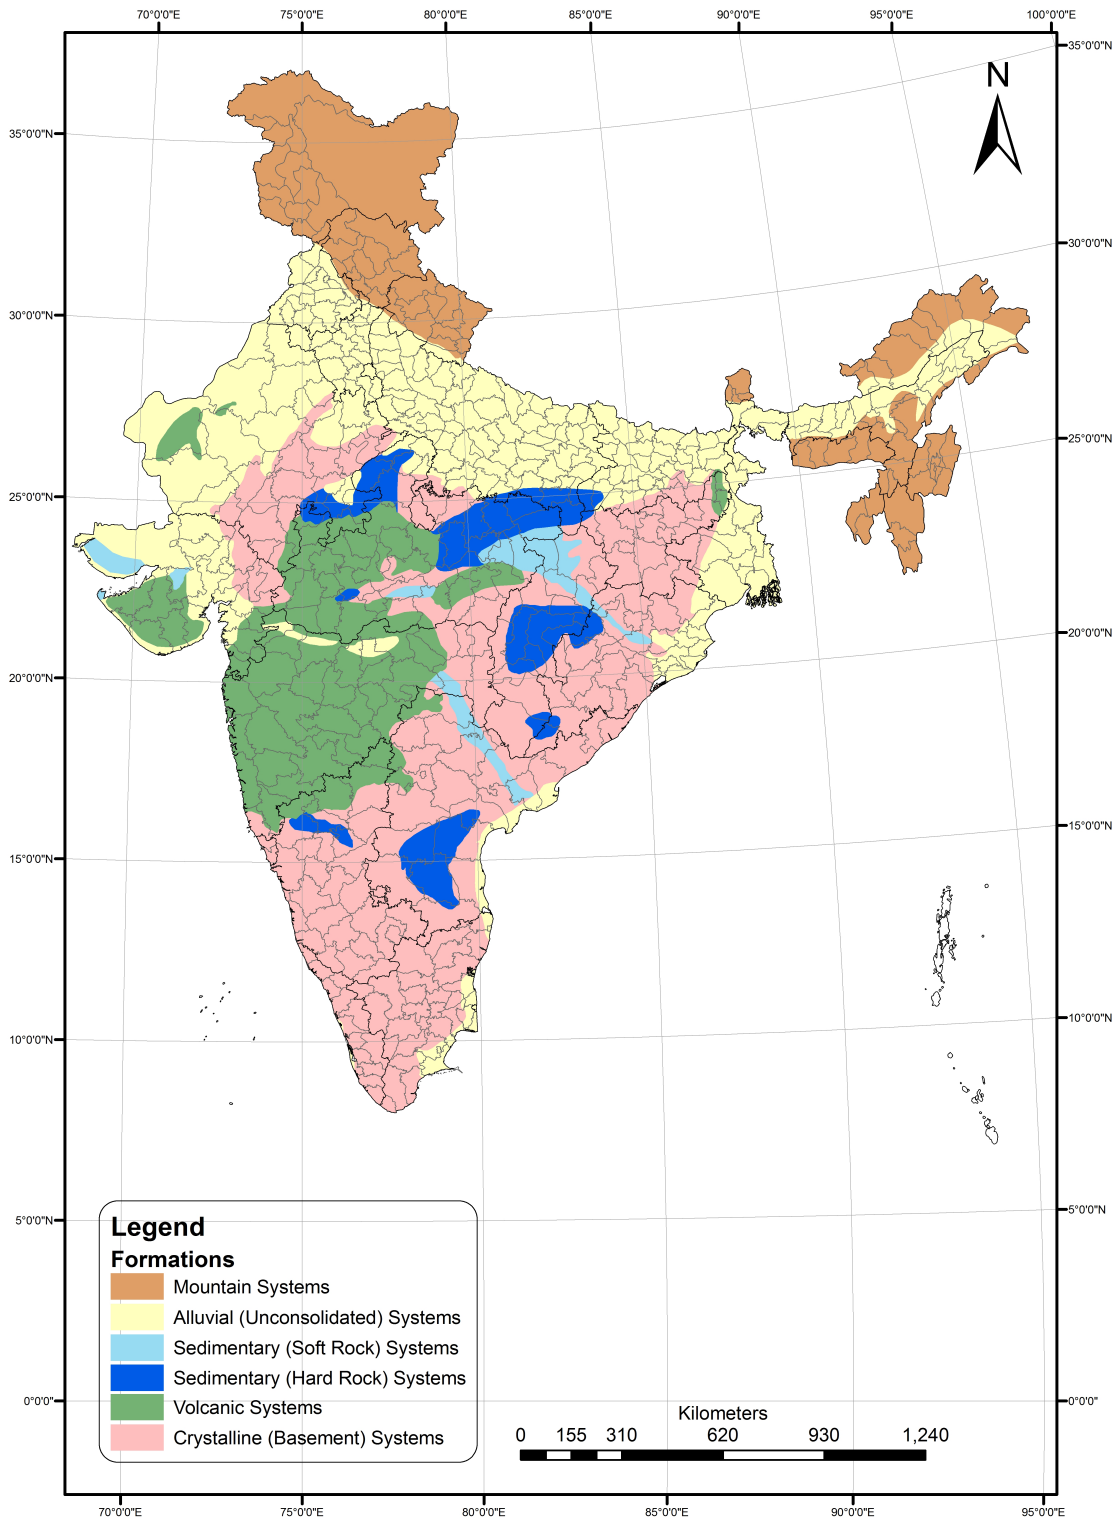 70°0'0"E 75°0'0"E 80°0'0"E 85°0'0"E 90°0'0"E 95°0'0"E 100°0'0"E
35°0'0"N
N
35°0'0"N
30°0'0"N
30°0'0"N
25°0'0"N
25°0'0"N
20°0'0"N
20°0'0"N
15°0'0"N
15°0'0"N
10°0'0"N
10°0'0"N
5°0'0"N
5°0'0"N
Legend
Formations
Mountain Systems
Alluvial (Unconsolidated) Systems
Sedimentary (Soft Rock) Systems
Sedimentary (Hard Rock) Systems
Volcanic Systems
Crystalline (Basement) Systems
0°0'0"
0°0'0"
Kilometers
0 155 310 620 930 1,240
70°0'0"E 75°0'0"E 80°0'0"E 85°0'0"E 90°0'0"E 95°0'0"E